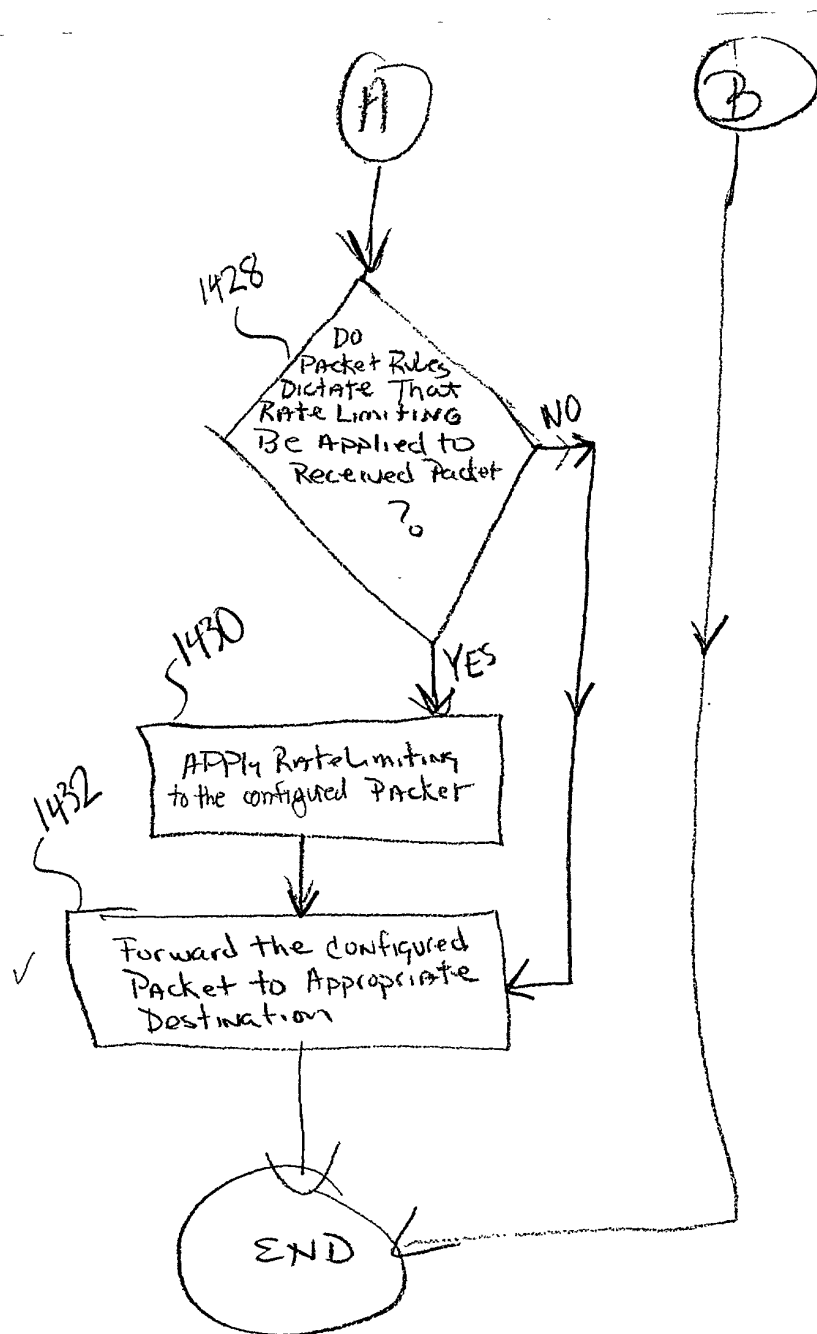 A
B
1428
Do
Packet Rules
Dictate That
Rate Limiting
Be Applied to
Received Packet
?
NO
YES
1430
Apply Rate Limiting
to the configured Packet
1432
Forward the configured
Packet to Appropriate
Destination
END